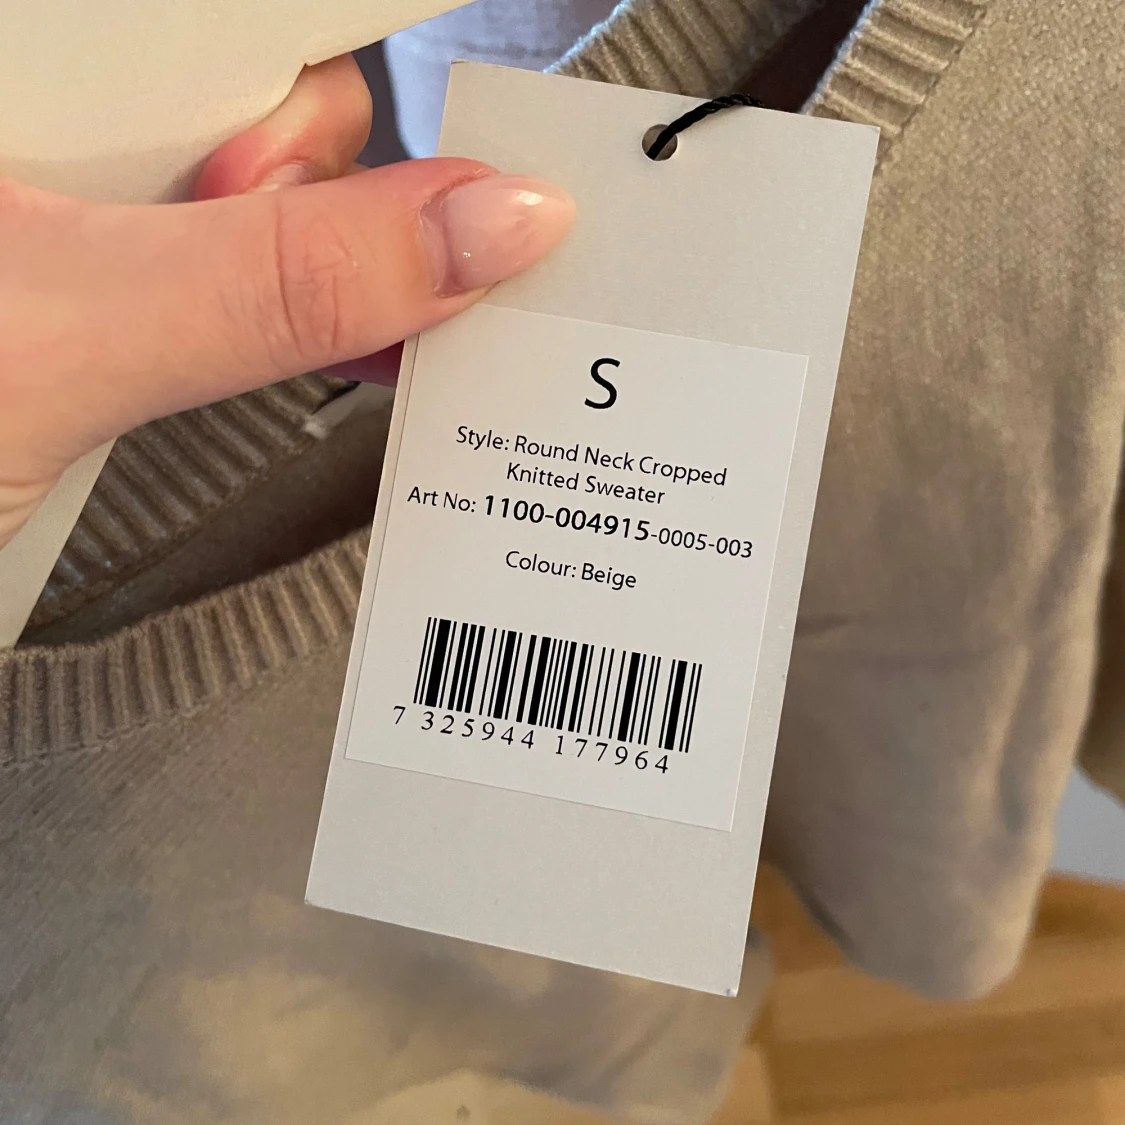 S
Style: Round Neck Cropped
Knitted Sweater
Art No: 1100-004915-0005-003
Colour: Beige
7 325944 177964